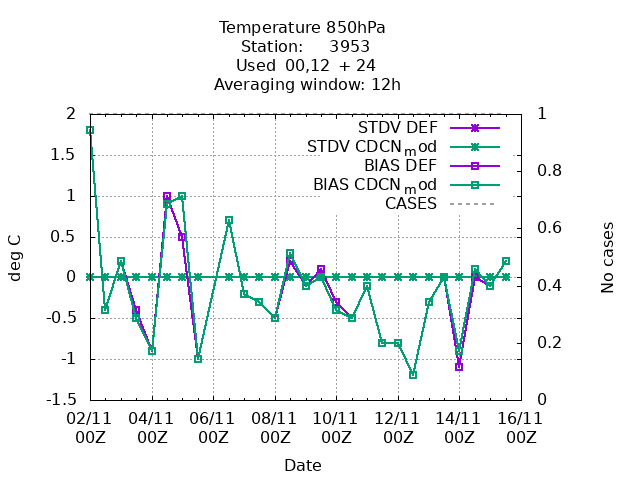 Temperature 850hPa
Station: 3953
Used 00,12 + 24
Averaging window: 12h
2 1
STDV DEF
STDV CDCNmod
BIAS DEF
BIAS CDCNmod
CASES
1.5
0.8
1
0.6
0.5
deg C
No cases
0
0.4
-0.5
-1
0.2
-1.5 0
02/11 04/11 06/11 08/11 10/11 12/11 14/11 16/11
00Z 00Z 00Z 00Z 00Z 00Z 00Z 00Z
Date